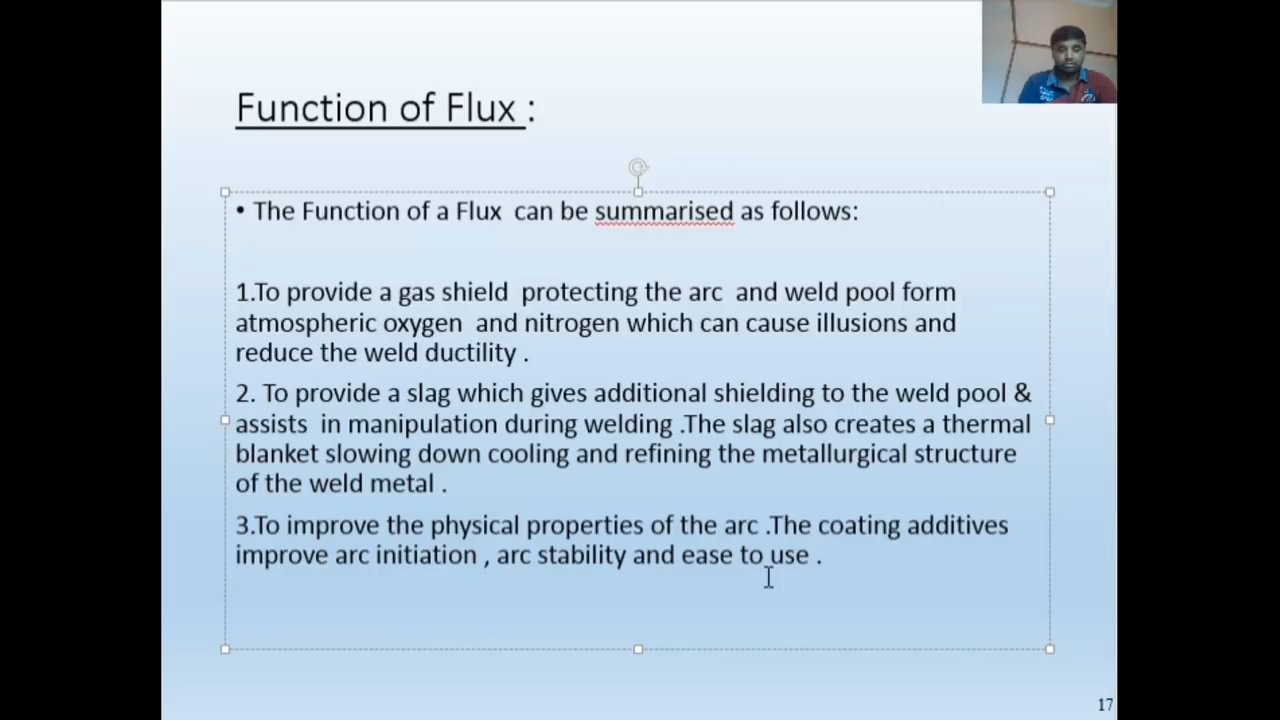 Function of Flux :
• The Function of a Flux can be summarised as follows:
1.To provide a gas shield protecting the arc and weld pool form
atmospheric oxygen and nitrogen which can cause illusions and
reduce the weld ductility .
2. To provide a slag which gives additional shielding to the weld pool &
assists in manipulation during welding .The slag also creates a thermal
blanket slowing down cooling and refining the metallurgical structure
of the weld metal .
3.To improve the physical properties of the arc .The coating additives
improve arc initiation , arc stability and ease to use .
17